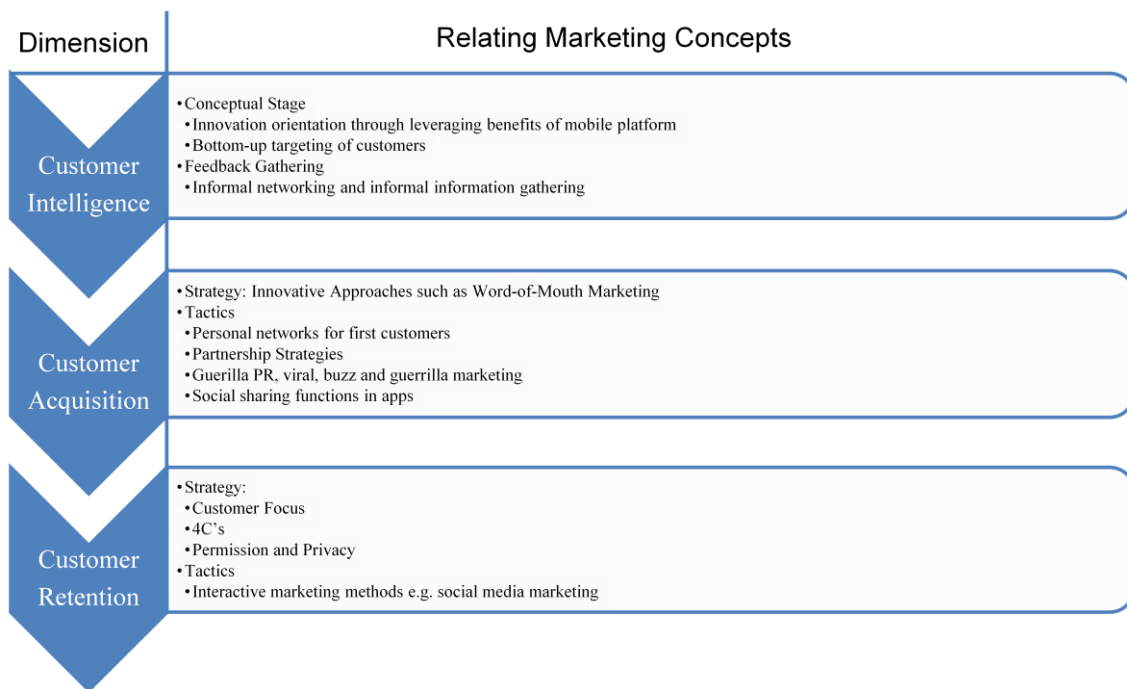 Dimension
Relating Marketing Concepts
Customer
Intelligence
•Conceptual Stage
•Innovation orientation through leveraging benefits of mobile platform
•Bottom-up targeting of customers
•Feedback Gathering
•Informal networking and informal information gathering
Customer
Acquisition
•Strategy: Innovative Approaches such as Word-of-Mouth Marketing
•Tactics
•Personal networks for first customers
•Partnership Strategies
•Guerilla PR, viral, buzz and guerrilla marketing
•Social sharing functions in apps
Customer
Retention
•Strategy:
•Customer Focus
•4C’s
•Permission and Privacy
•Tactics
•Interactive marketing methods e.g. social media marketing